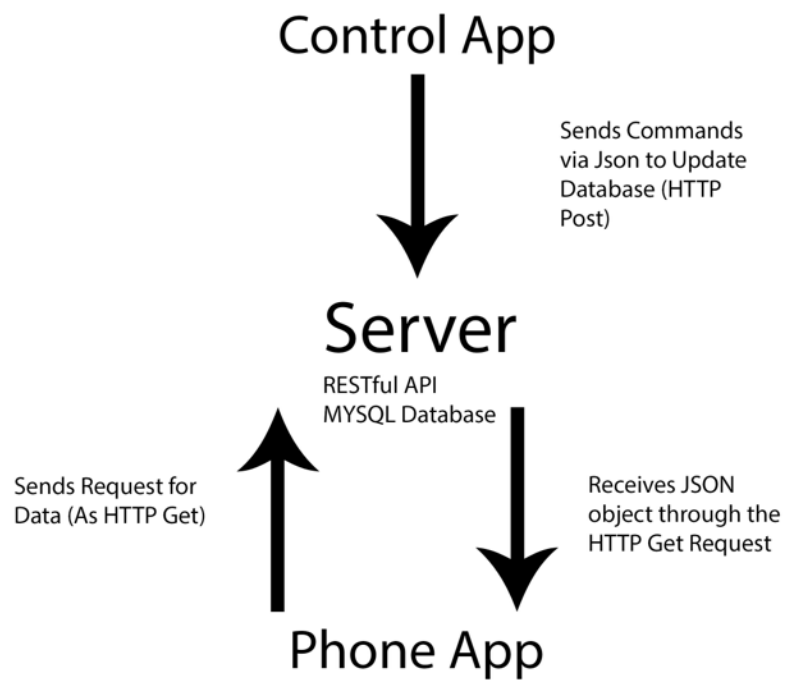 Control App
Sends Commands
via Json to Update
Database (HTTP
Post)
Server
RESTful API
MYSQL Database
Sends Request for
Data (As HTTP Get)
Receives JSON
object through the
HTTP Get Request
Phone App